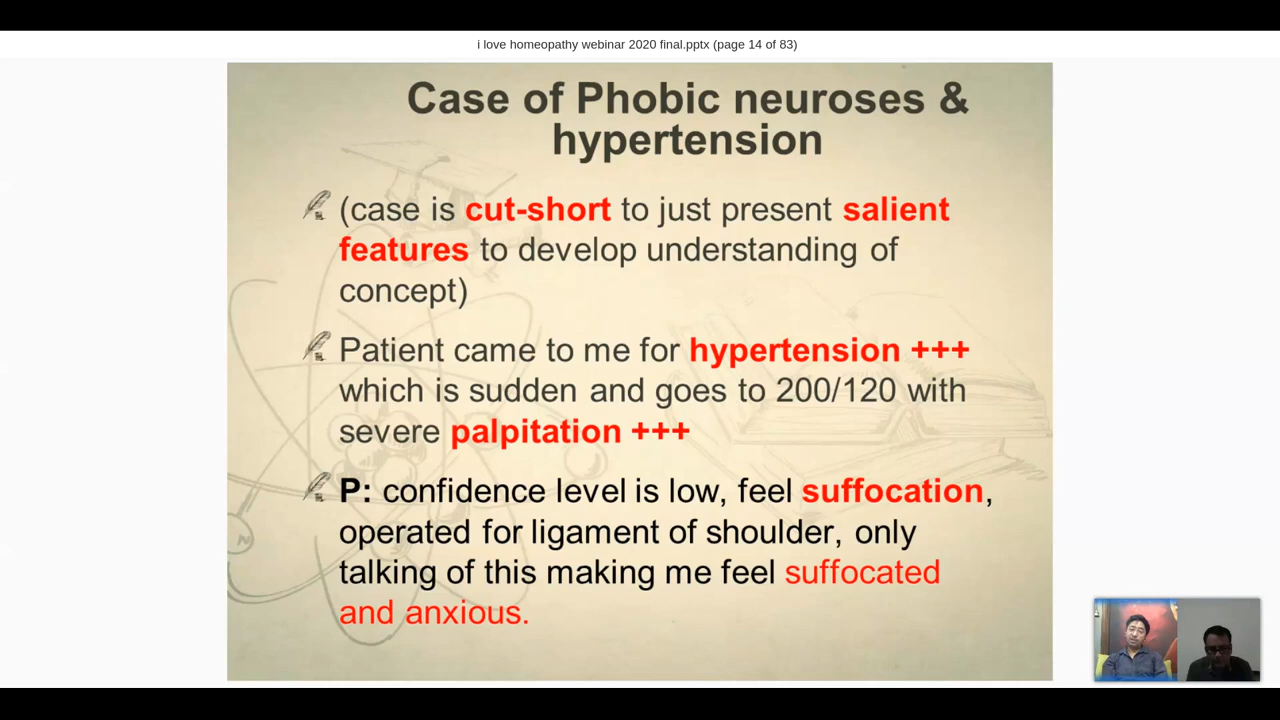 i love homeopathy webinar 2020 final.pptx (page 14 of 83)
Case of Phobic neuroses &
hypertension
(case is cut-short to just present salient
features to develop understanding of
concept)
Patient came to me for hypertension +++
which is sudden and goes to 200/120 with
severe palpitation +++
P: confidence level is low, feel suffocation,
operated for ligament of shoulder, only
talking of this making me feel suffocated
and anxious.
N